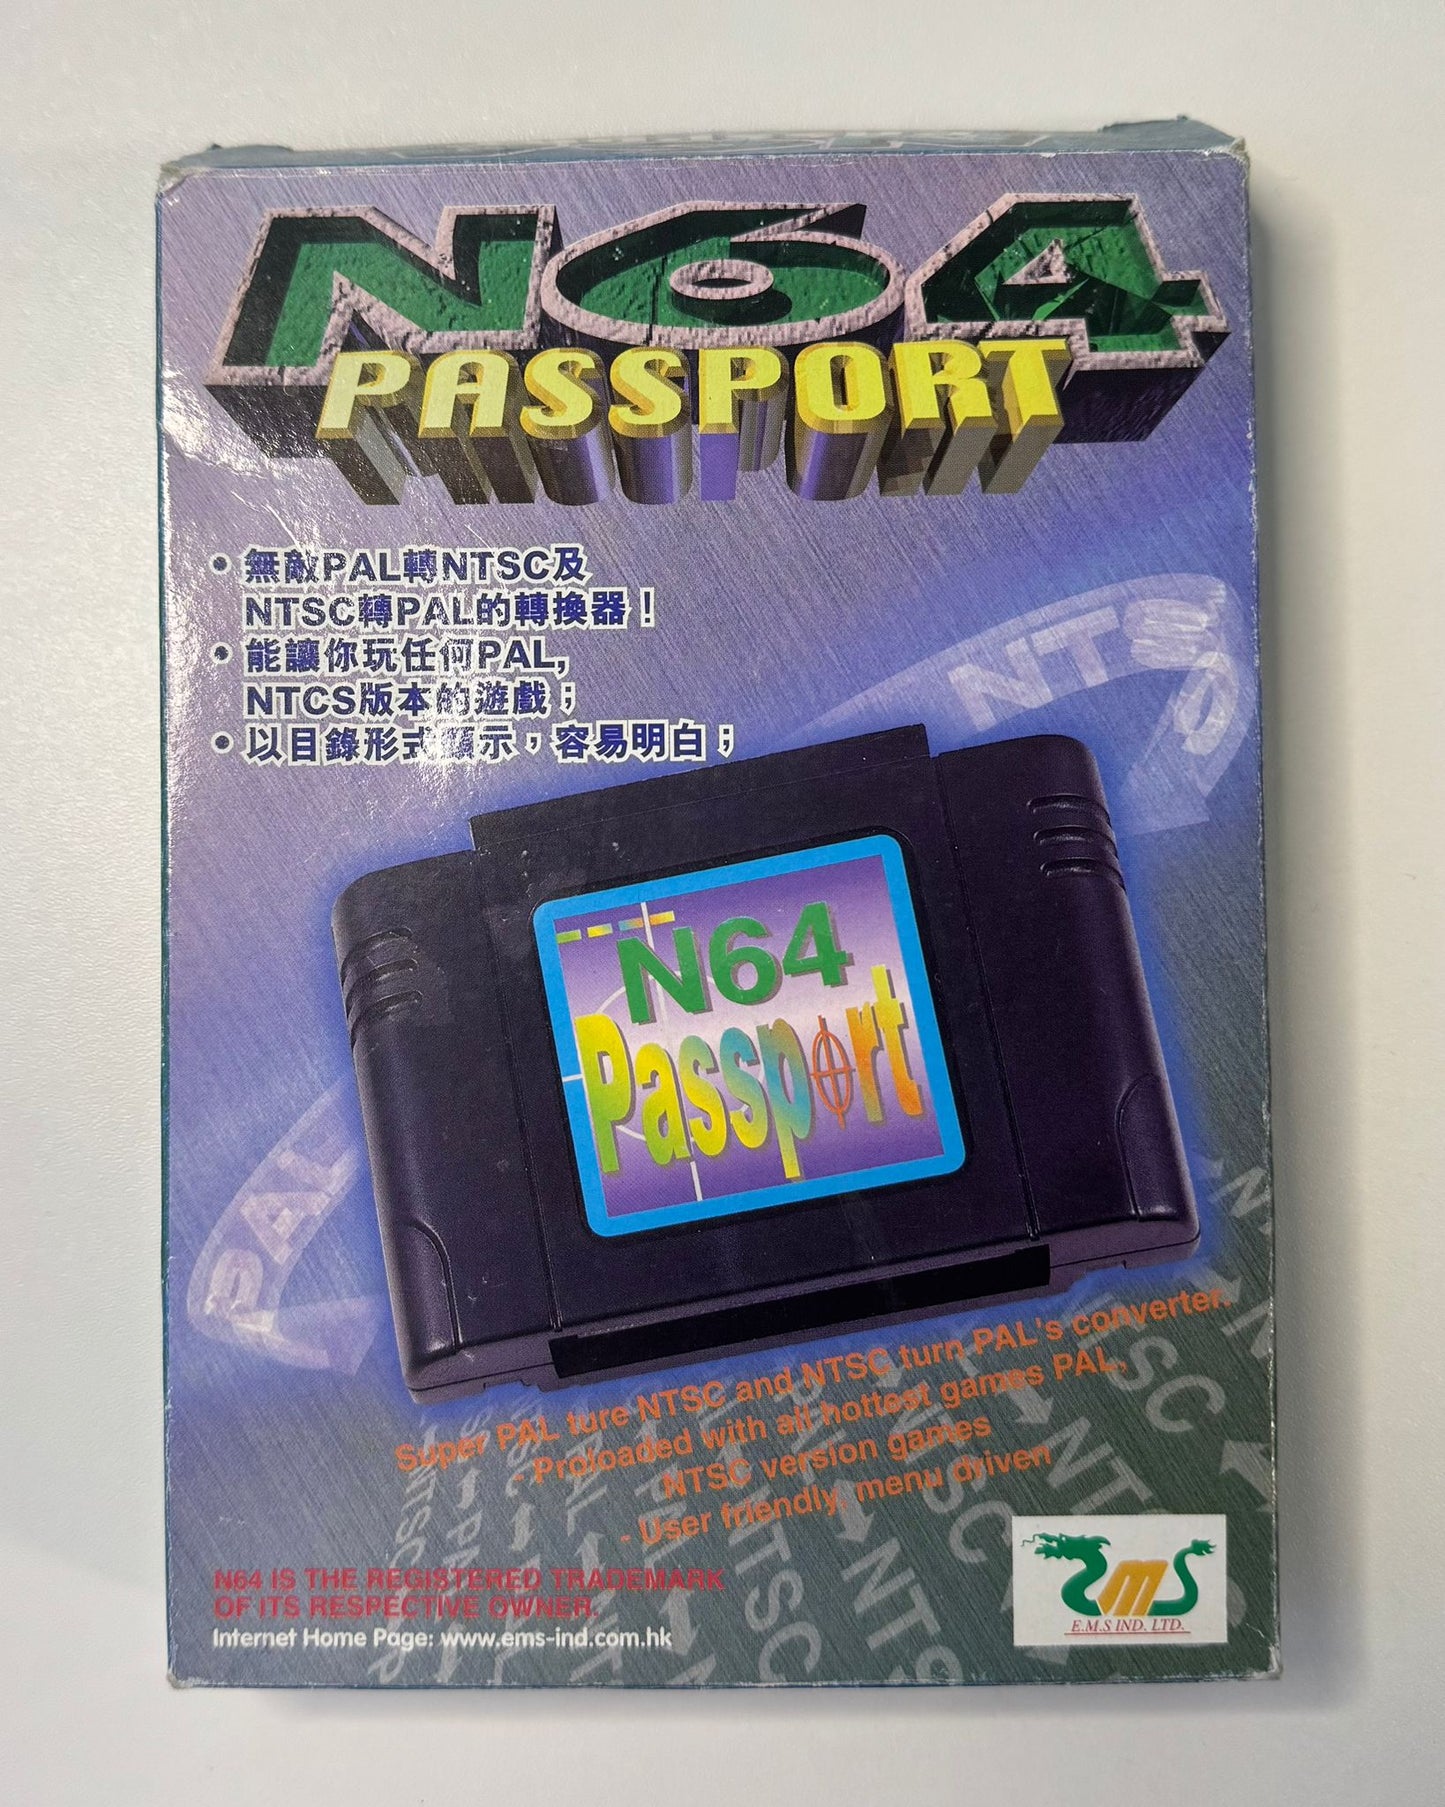 N64
PASSPORT
• 無敵PAL轉NTSC及
NTSC轉PAL的轉換器！
• 能讓你玩任何PAL,
NTCS版本的遊戲；
• 以目錄形式顯示，容易明白；
NTSC
PAL
N64
Passport
Super PAL ture NTSC and NTSC turn PAL's converter.
- Proloaded with all hottest games PAL,
NTSC version games
- User friendly, menu driven
N64 IS THE REGISTERED TRADEMARK
OF ITS RESPECTIVE OWNER.
Internet Home Page: www.ems-ind.com.hk
EMS
E.M.S IND. LTD.